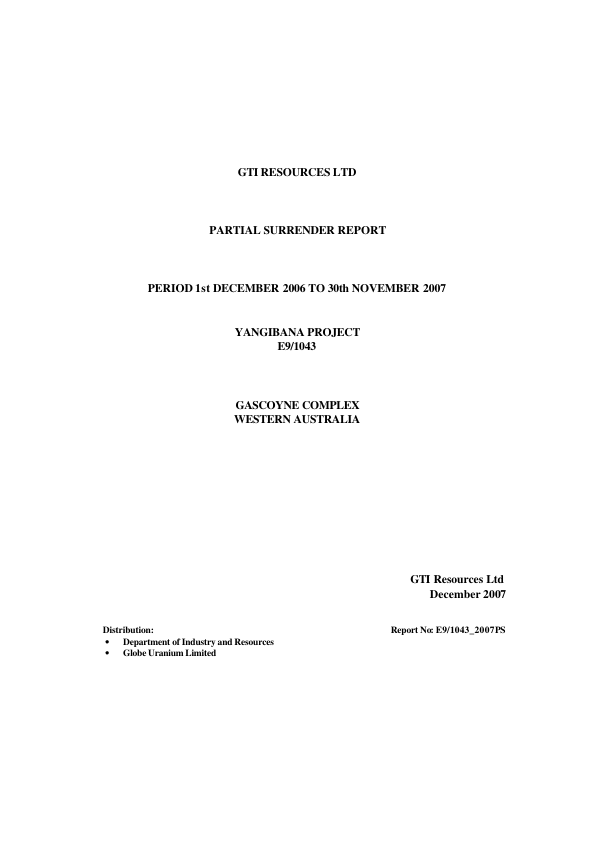 GTI RESOURCES LTD
PARTIAL SURRENDER REPORT
PERIOD 1st DECEMBER 2006 TO 30th NOVEMBER 2007
YANGIBANA PROJECT
E9/1043
GASCOYNE COMPLEX
WESTERN AUSTRALIA
GTI Resources Ltd
December 2007
Distribution:
Report No: E9/1043_2007PS
• Department of Industry and Resources
• Globe Uranium Limited